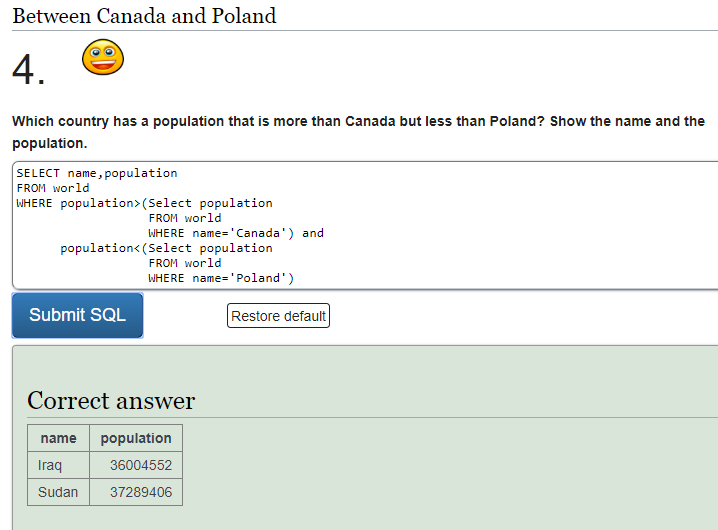 Between Canada and Poland
4.
Which country has a population that is more than Canada but less than Poland? Show the name and the
population.
SELECT name,population
FROM world
WHERE population>(Select population
FROM world
WHERE name='Canada') and
population<(Select population
FROM world
WHERE name='Poland')
Submit SQL Restore default
Correct answer
name population
Iraq 36004552
Sudan 37289406